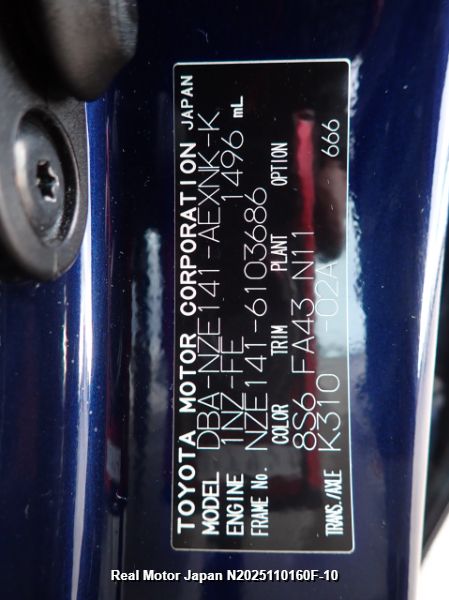 TOYOTA MOTOR CORPORATION JAPAN
MODEL DBA-NZE141-AEXNK-K
ENGINE 1NZ-FE 1496 mL
FRAME No. NZE141-6103686
COLOR TRIM PLANT OPTION
8S6 FA43 N11
TRANS./AXLE K310 -02A 666
Real Motor Japan N2025110160F-10